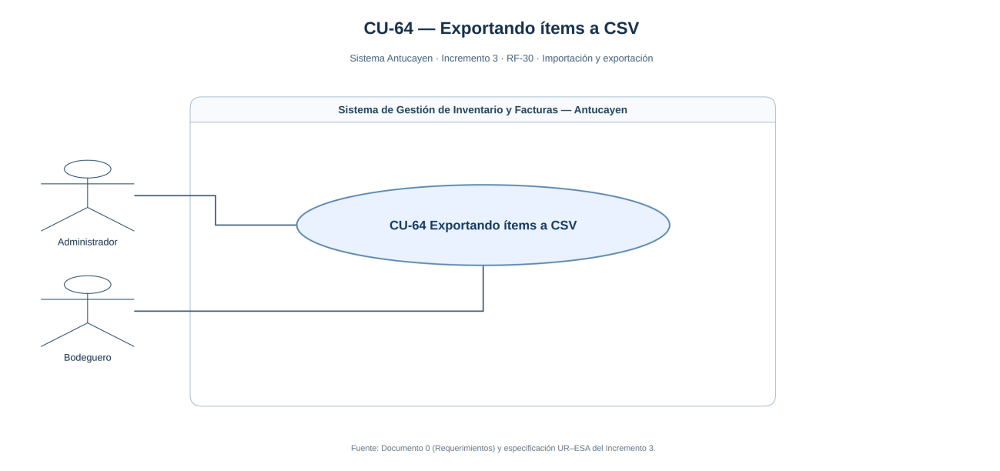 CU-64 — Exportando ítems a CSV
Sistema Antucayen · Incremento 3 · RF-30 · Importación y exportación
Sistema de Gestión de Inventario y Facturas — Antucayen
CU-64 Exportando ítems a CSV
Administrador
Bodeguero
Fuente: Documento 0 (Requerimientos) y especificación UR–ESA del Incremento 3.